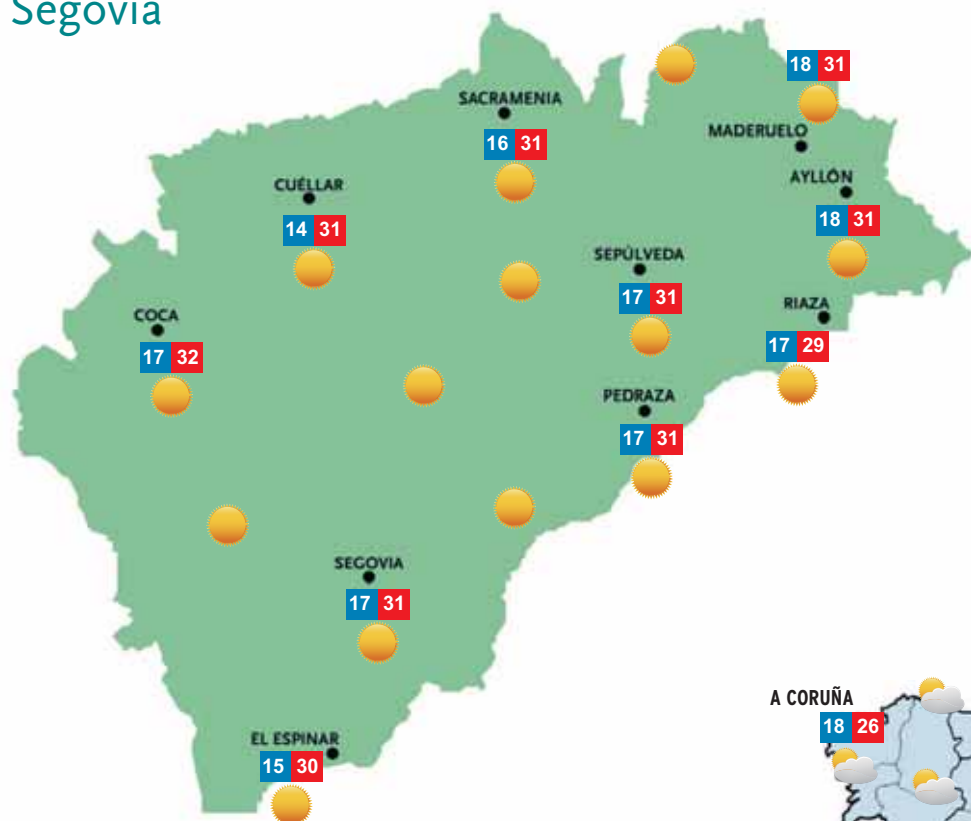 Segovia
18 31
SACRAMENIA
16 31
MADERUELO
AYLLÓN
18 31
CUÉLLAR
14 31
SEPÚLVEDA
17 31
RIAZA
17 29
COCA
17 32
PEDRAZA
17 31
SEGOVIA
17 31
A CORUÑA
18 26
EL ESPINAR
15 30